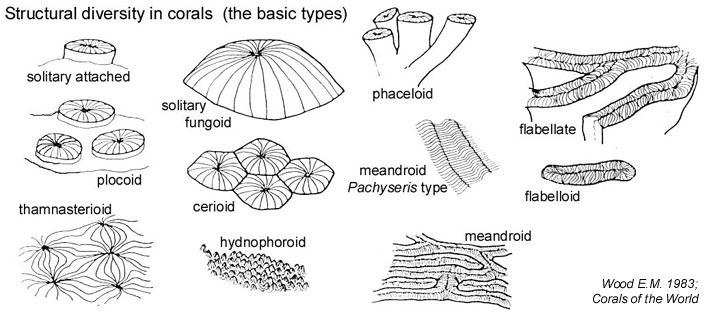 Structural diversity in corals (the basic types)
solitary attached
solitary
fungoid
phaceloid
flabellate
plocoid
cerioid
meandroid
Pachyseris type
flabelloid
thamnasterioid
hydnophoroid
meandroid
Wood E.M. 1983;
Corals of the World